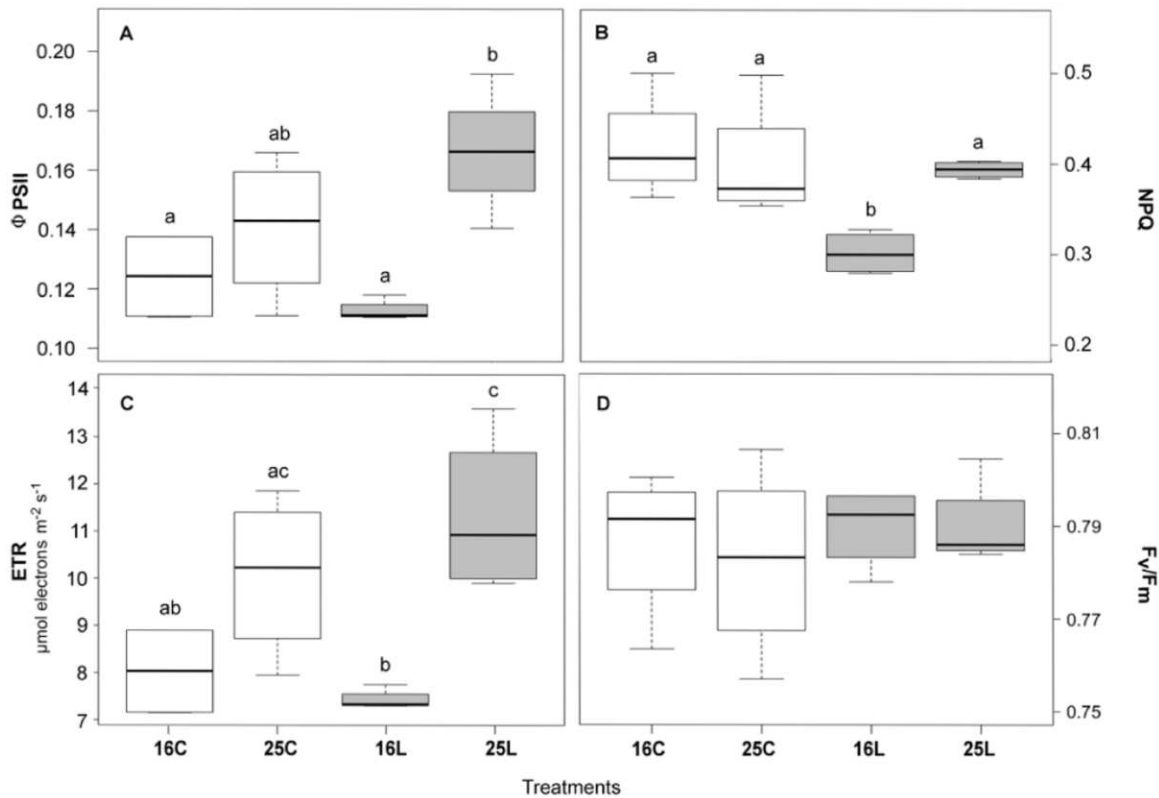 A
0.20
0.18
0.16
0.14
0.12
0.10
Φ PSII
a
ab
a
b
B
0.5
0.4
0.3
0.2
NPQ
a
a
b
a
C
14
13
12
11
10
9
8
7
ETR
µmol electrons m⁻² s⁻¹
ab
ac
b
c
D
0.81
0.79
0.77
0.75
Fv/Fm
16C 25C 16L 25L
16C 25C 16L 25L
Treatments